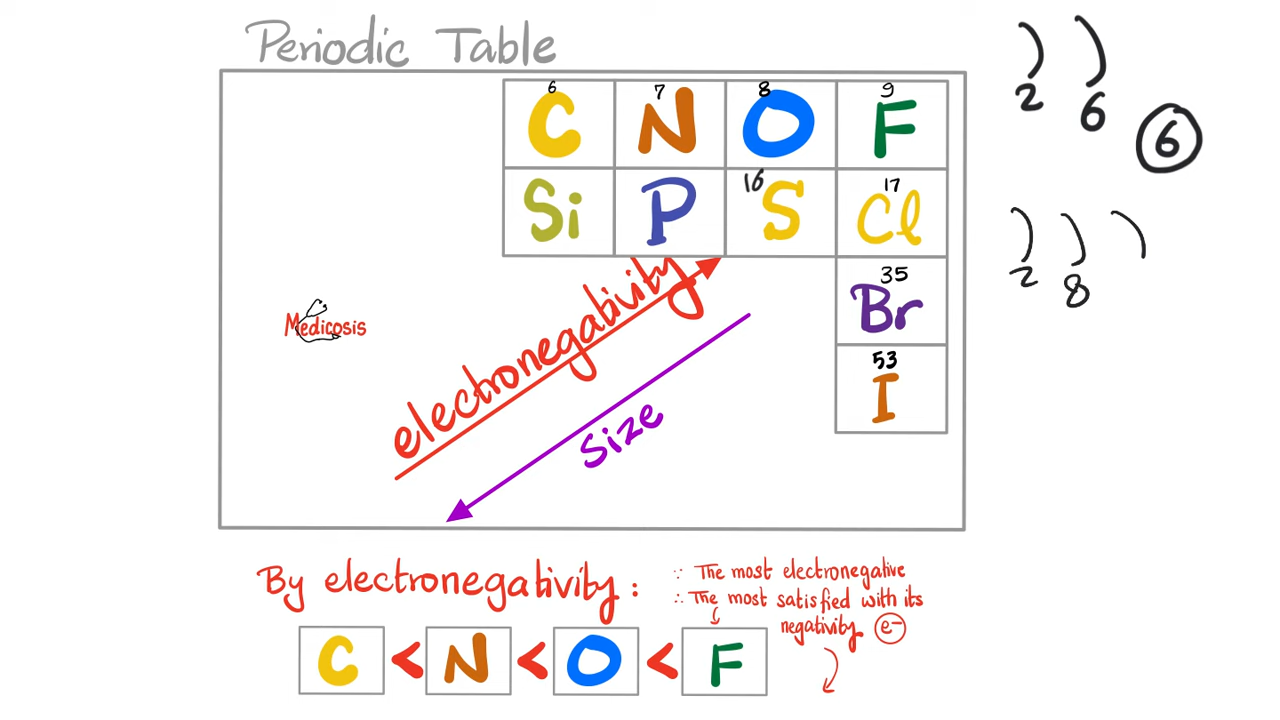 Periodic Table
6 7 8 9
C N O F
16 17
Si P S Cl
35
Br
53
I
electronegativity
Size
Medicosis
2 6
6
2 8
By electronegativity :
∵ The most electronegative
∴ The most satisfied with its
negativity e-
C < N < O < F